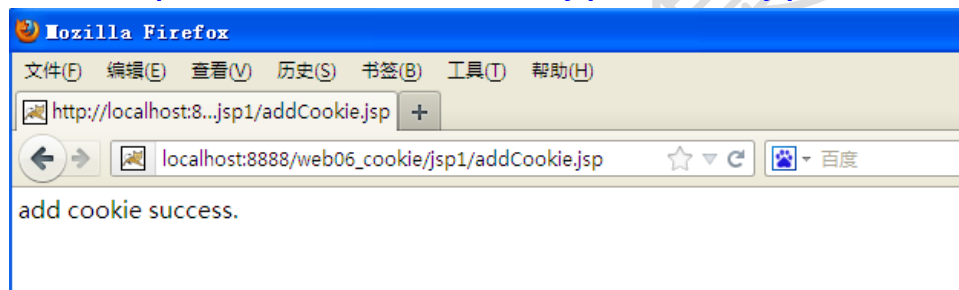 Mozilla Firefox
文件(F) 编辑(E) 查看(V) 历史(S) 书签(B) 工具(T) 帮助(H)
http://localhost:8...jsp1/addCookie.jsp +
localhost:8888/web06_cookie/jsp1/addCookie.jsp 百度
add cookie success.